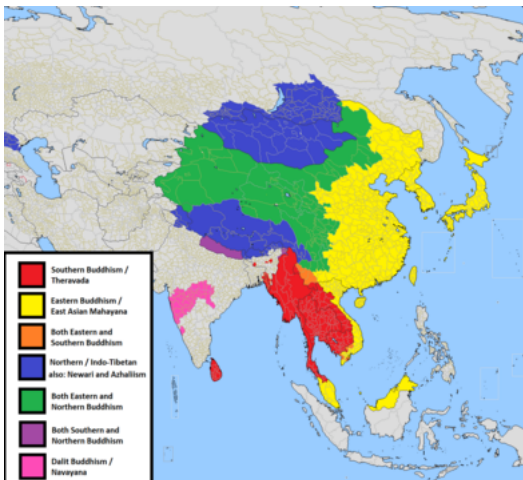 Southern Buddhism /
Theravada
Eastern Buddhism /
East Asian Mahayana
Both Eastern and
Southern Buddhism
Northern / Indo-Tibetan
also: Newari and Azhaliism
Both Eastern and
Northern Buddhism
Both Southern and
Northern Buddhism
Dalit Buddhism /
Navayana